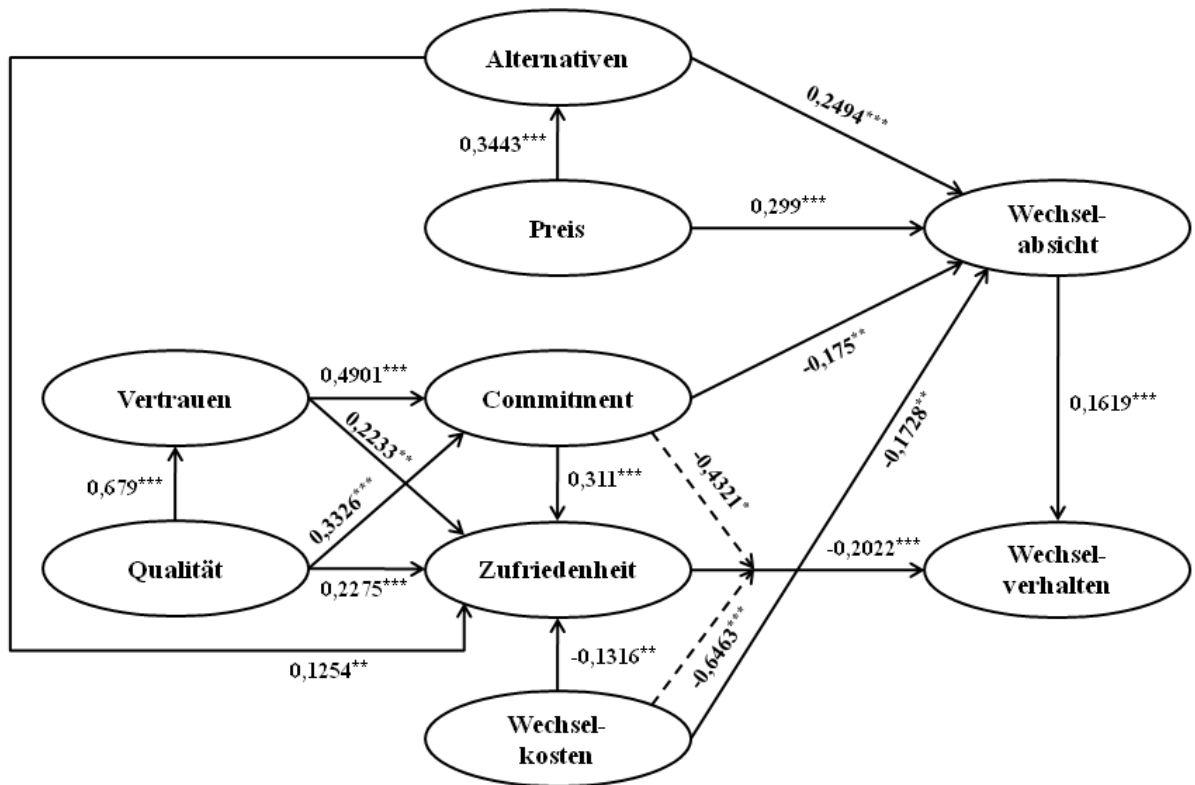 Alternativen
0,2494***
0,3443***
Preis
0,299***
Wechsel-
absicht
-0,175**
Vertrauen
0,4901***
Commitment
0,2233**
-0,1728**
0,1619***
0,679***
0,3326***
0,311***
-0,4321*
Qualität
0,2275***
Zufriedenheit
-0,2022***
Wechsel-
verhalten
0,1254**
-0,1316**
-0,6463***
Wechsel-
kosten